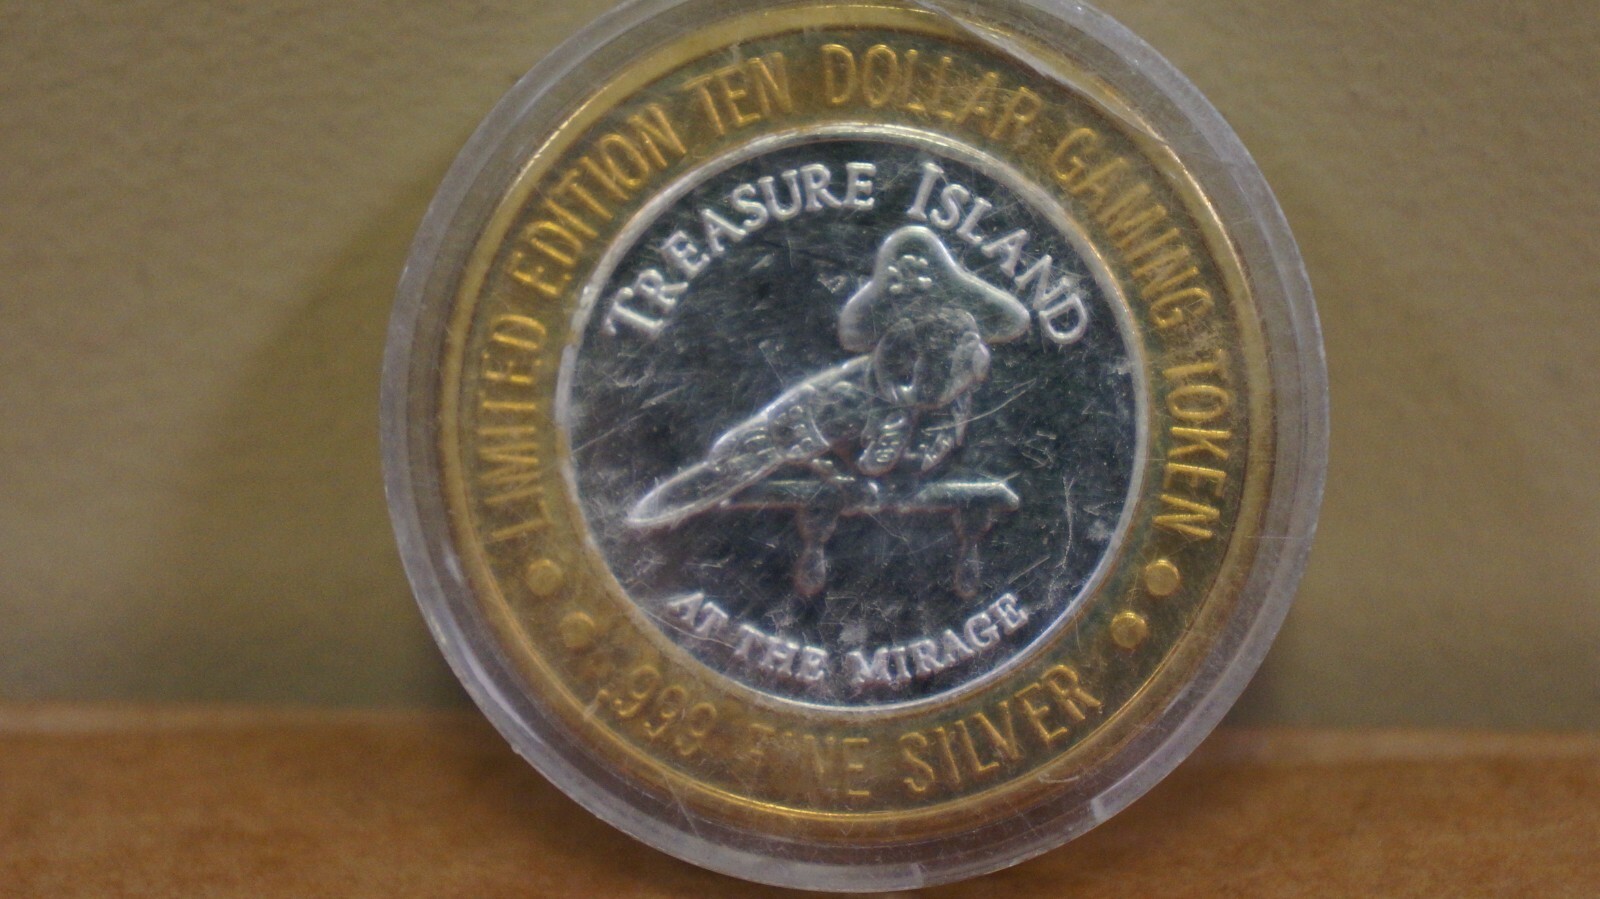 LIMITED EDITION TEN DOLLAR GAMING TOKEN
TREASURE ISLAND
AT THE MIRAGE
.999 FINE SILVER